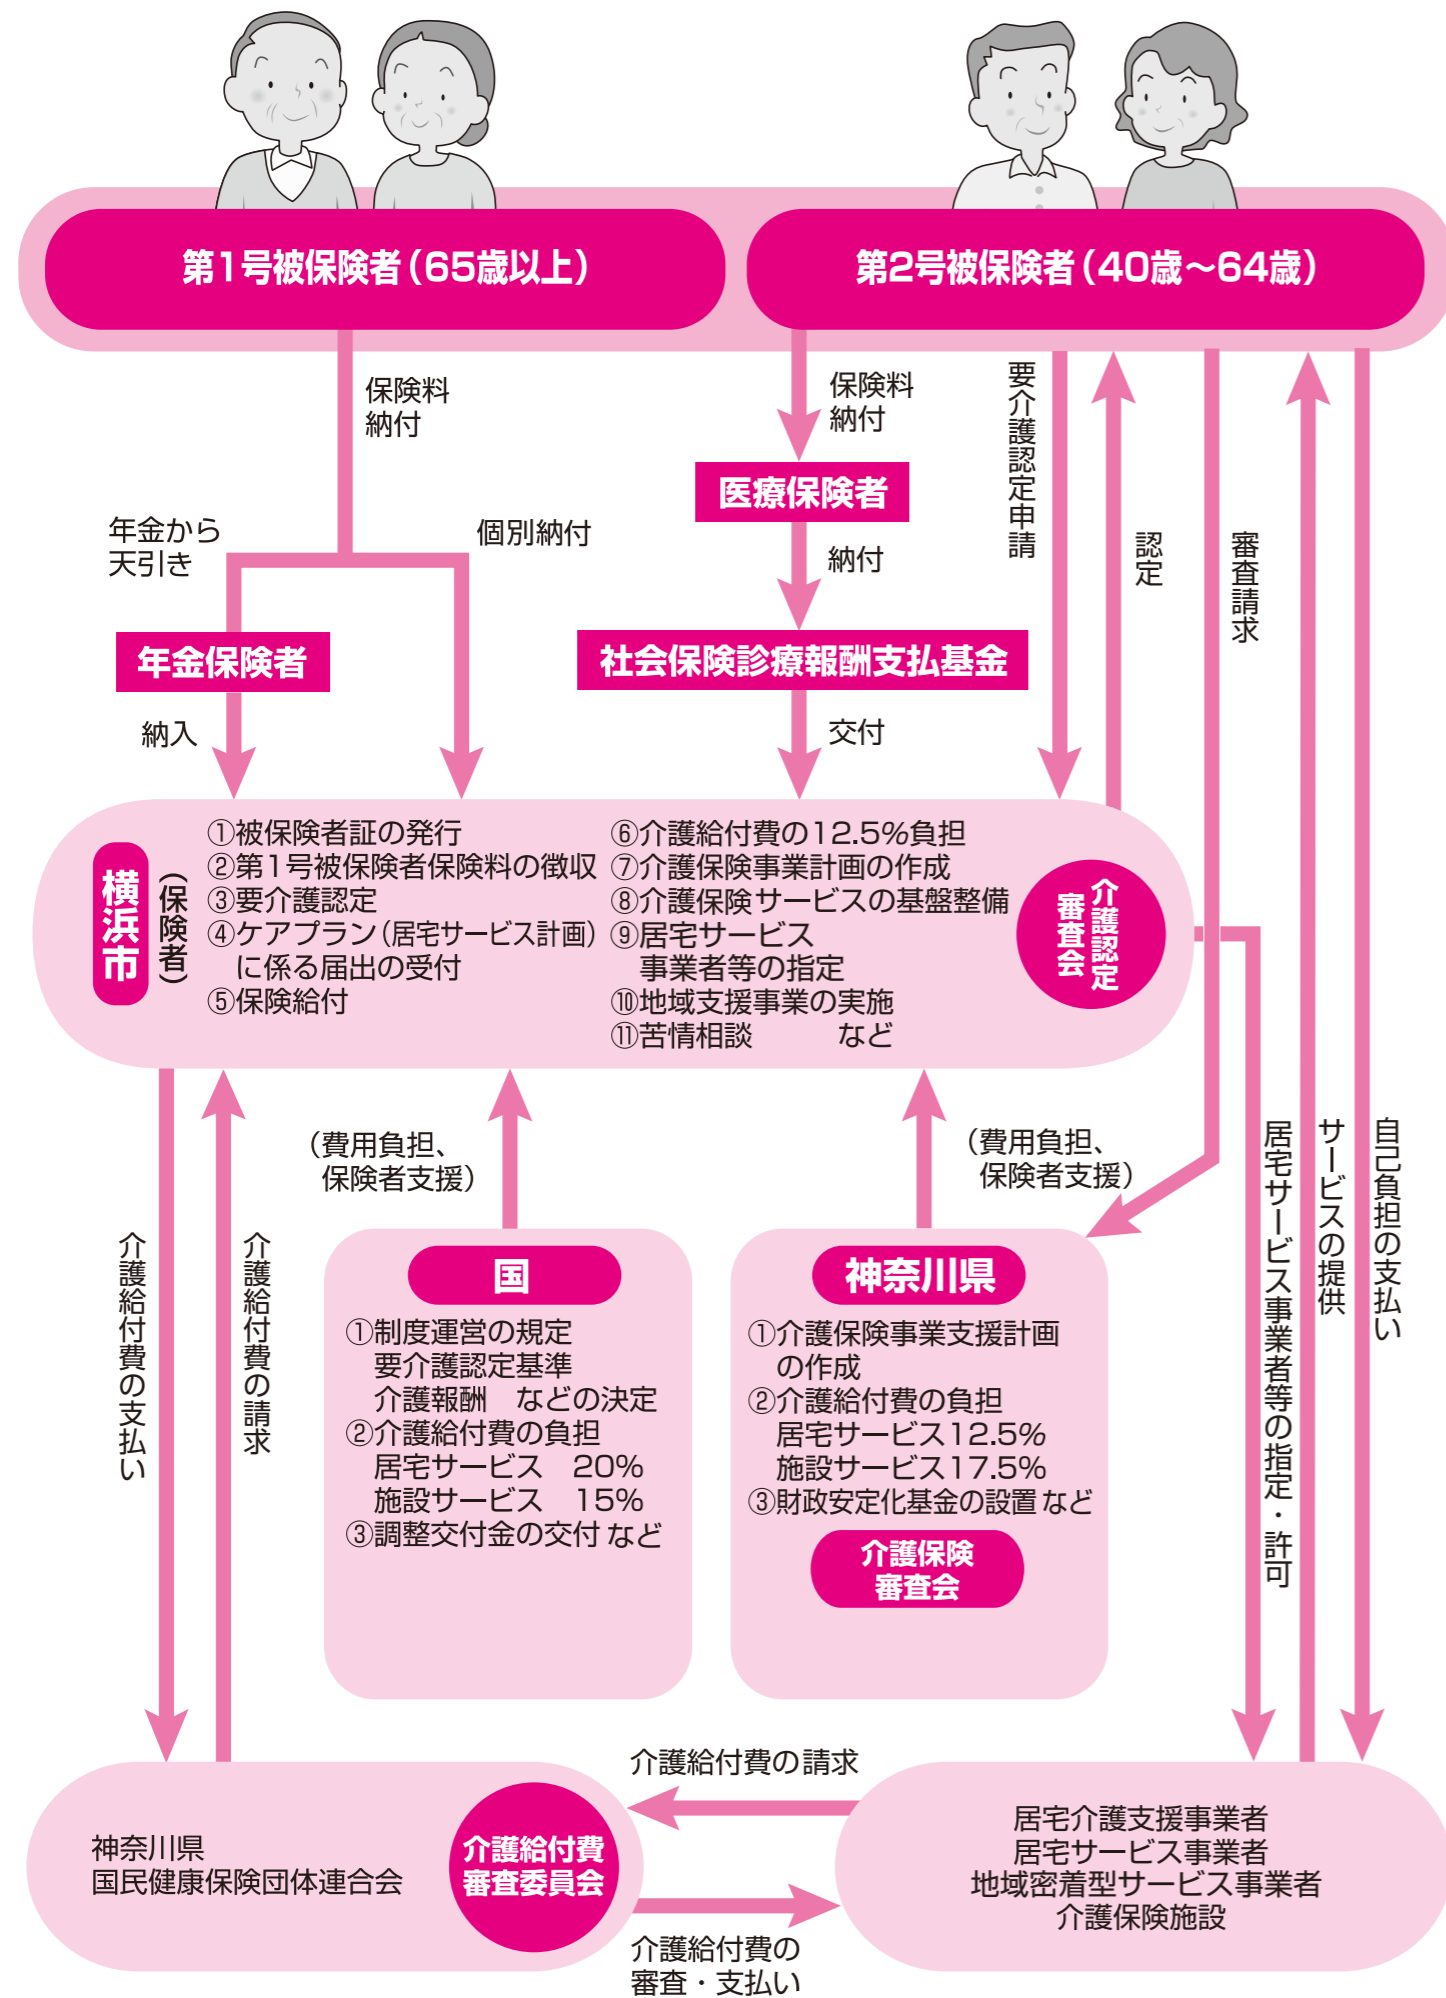 第1号被保険者(65歳以上)
第2号被保険者(40歳～64歳)
保険料
納付
保険料
納付
要介護認定申請
認定
審査請求
医療保険者
年金から
天引き
個別納付
納付
年金保険者
社会保険診療報酬支払基金
納入
交付
横浜市
(保険者)
①被保険者証の発行
②第1号被保険者保険料の徴収
③要介護認定
④ケアプラン(居宅サービス計画)
に係る届出の受付
⑤保険給付
⑥介護給付費の12.5%負担
⑦介護保険事業計画の作成
⑧介護保険サービスの基盤整備
⑨居宅サービス
事業者等の指定
⑩地域支援事業の実施
⑪苦情相談 など
介護認定
審査会
(費用負担、
保険者支援)
(費用負担、
保険者支援)
介護給付費の支払い
介護給付費の請求
居宅サービス事業者等の指定・許可
サービスの提供
自己負担の支払い
国
①制度運営の規定
要介護認定基準
介護報酬 などの決定
②介護給付費の負担
居宅サービス 20%
施設サービス 15%
③調整交付金の交付 など
神奈川県
①介護保険事業支援計画
の作成
②介護給付費の負担
居宅サービス12.5%
施設サービス17.5%
③財政安定化基金の設置 など
介護保険
審査会
介護給付費の請求
神奈川県
国民健康保険団体連合会
介護給付費
審査委員会
居宅介護支援事業者
居宅サービス事業者
地域密着型サービス事業者
介護保険施設
介護給付費の
審査・支払い